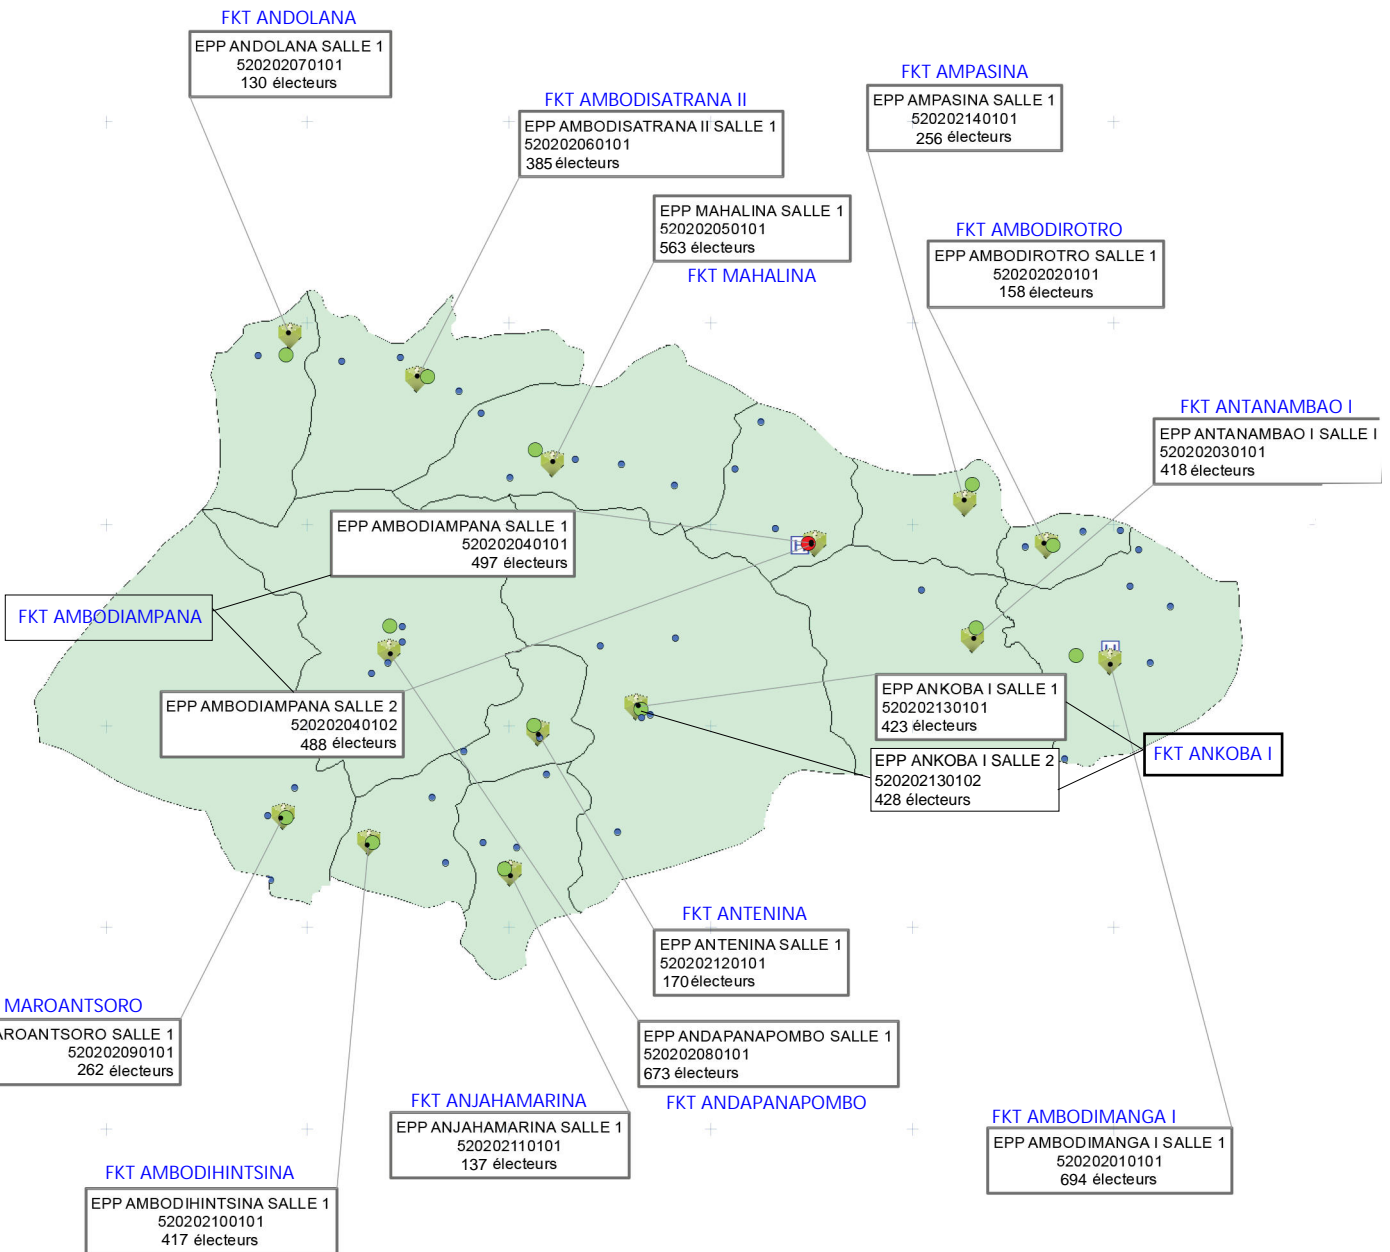 FKT ANDOLANA
EPP ANDOLANA SALLE 1
520202070101
130 électeurs
FKT AMBODISATRANA II
EPP AMBODISATRANA II SALLE 1
520202060101
385 électeurs
FKT AMPASINA
EPP AMPASINA SALLE 1
520202140101
256 électeurs
EPP MAHALINA SALLE 1
520202050101
563 électeurs
FKT MAHALINA
FKT AMBODIROTRO
EPP AMBODIROTRO SALLE 1
520202020101
158 électeurs
FKT ANTANAMBAO I
EPP ANTANAMBAO I SALLE I
520202030101
418 électeurs
EPP AMBODIAMPANA SALLE 1
520202040101
497 électeurs
FKT AMBODIAMPANA
EPP AMBODIAMPANA SALLE 2
520202040102
488 électeurs
EPP ANKOBA I SALLE 1
520202130101
423 électeurs
EPP ANKOBA I SALLE 2
520202130102
428 électeurs
FKT ANKOBA I
FKT ANTENINA
EPP ANTENINA SALLE 1
520202120101
170 électeurs
MAROANTSORO
AROANTSORO SALLE 1
520202090101
262 électeurs
EPP ANDAPANAPOMBO SALLE 1
520202080101
673 électeurs
FKT ANDAPANAPOMBO
FKT ANJAHAMARINA
EPP ANJAHAMARINA SALLE 1
520202110101
137 électeurs
FKT AMBODIMANGA I
EPP AMBODIMANGA I SALLE 1
520202010101
694 électeurs
FKT AMBODIHINTSINA
EPP AMBODIHINTSINA SALLE 1
520202100101
417 électeurs